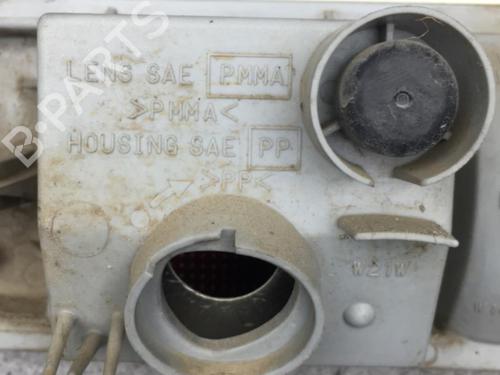 B-PARTS
LENS SAE PMMA
>PMMA<
HOUSING SAE PP
>PP<
W21W